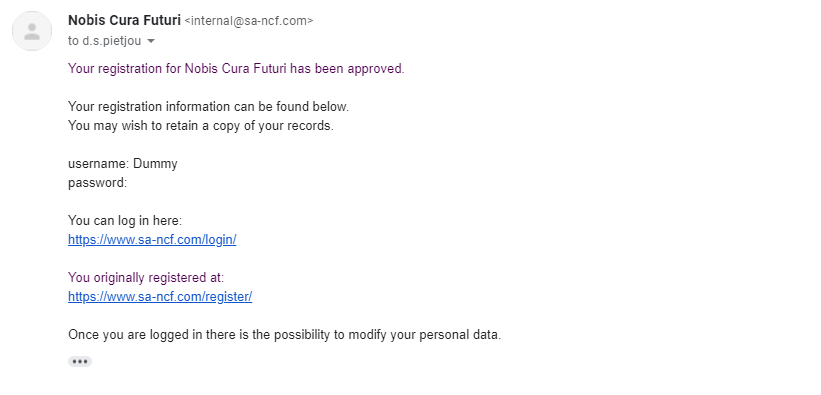 Nobis Cura Futuri <internal@sa-ncf.com>
to d.s.pietjou
Your registration for Nobis Cura Futuri has been approved.
Your registration information can be found below.
You may wish to retain a copy of your records.
username: Dummy
password:
You can log in here:
https://www.sa-ncf.com/login/
You originally registered at:
https://www.sa-ncf.com/register/
Once you are logged in there is the possibility to modify your personal data.